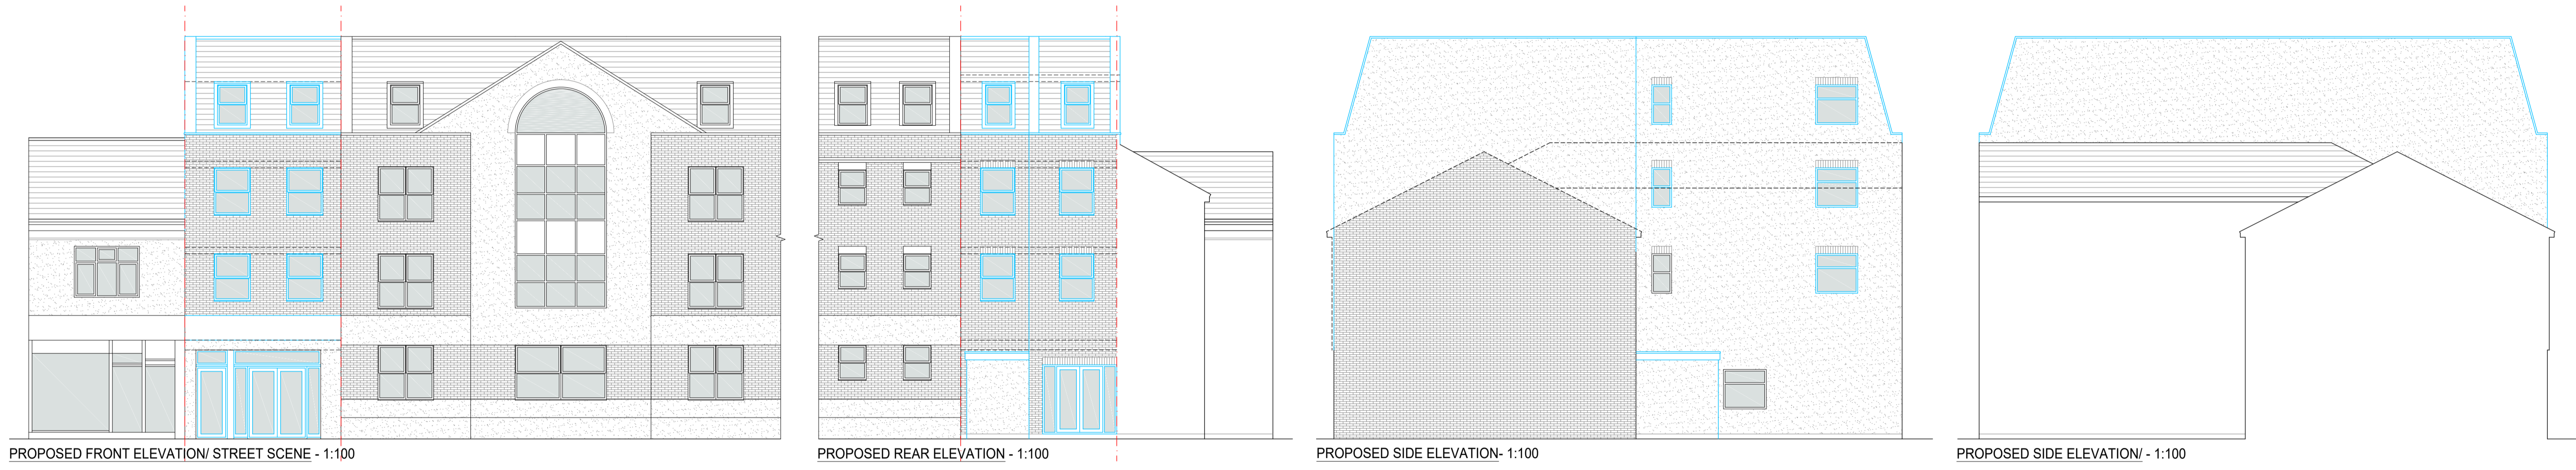 PROPOSED FRONT ELEVATION/ STREET SCENE - 1:100
PROPOSED REAR ELEVATION - 1:100
PROPOSED SIDE ELEVATION- 1:100
PROPOSED SIDE ELEVATION/ - 1:100